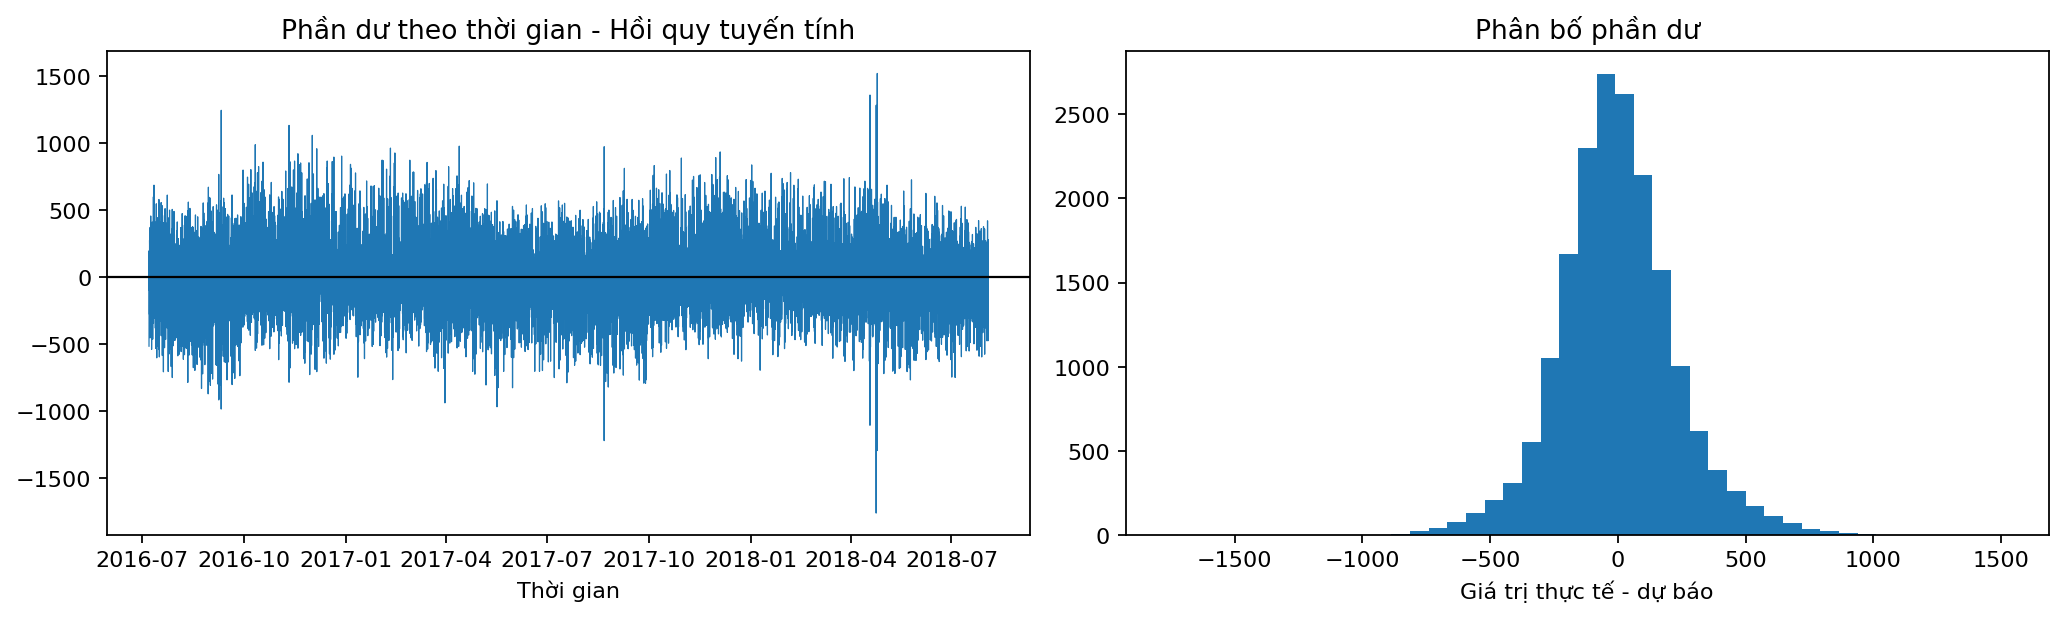 Phần dư theo thời gian - Hồi quy tuyến tính
1500
1000
500
0
−500
−1000
−1500
2016-07 2016-10 2017-01 2017-04 2017-07 2017-10 2018-01 2018-04 2018-07
Thời gian
Phân bố phần dư
2500
2000
1500
1000
500
0
−1500 −1000 −500 0 500 1000 1500
Giá trị thực tế - dự báo